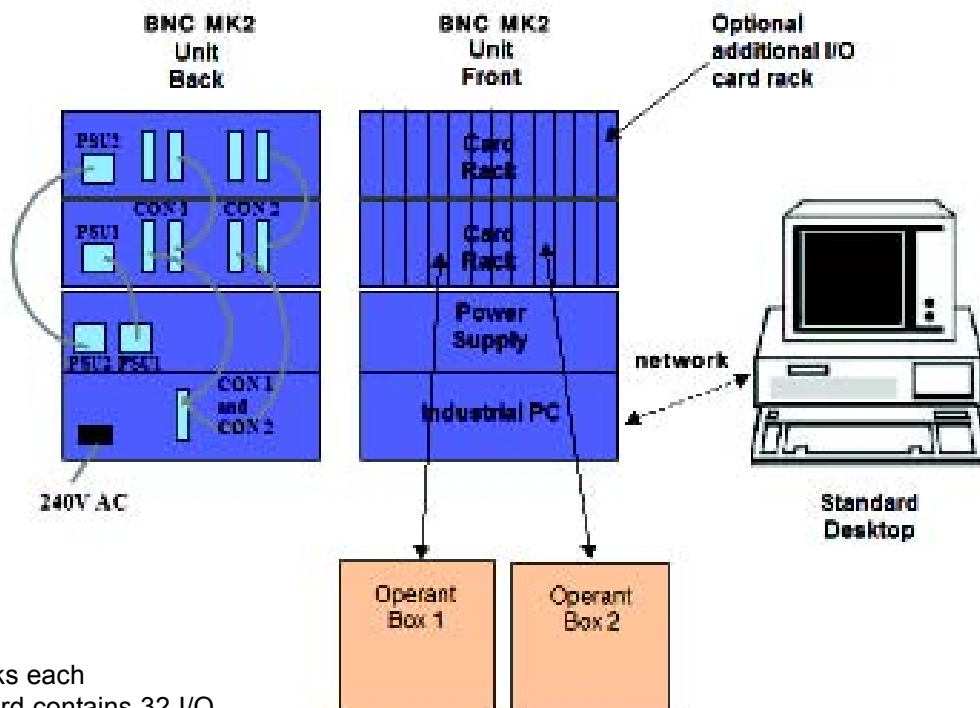 BNC MK2
Unit
Back
BNC MK2
Unit
Front
Optional
additional I/O
card rack
PSU2
CON 1
CON 2
PSU1
PSU2
PSU1
CON 1
and
CON 2
240V AC
Card
Rack
Card
Rack
Power
Supply
Industrial PC
network
Standard
Desktop
Operant
Box 1
Operant
Box 2
ks each
rd contains 32 I/O